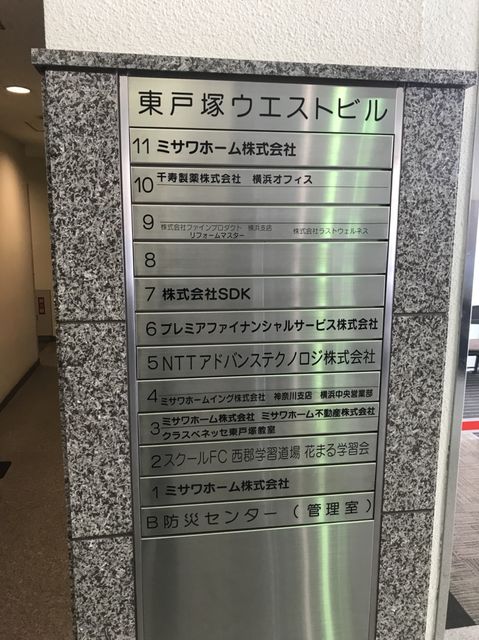 東戸塚ウエストビル
11 ミサワホーム株式会社
10 千寿製薬株式会社 横浜オフィス
9 株式会社ファインプロダクト 横浜支店 株式会社ラストウェルネス
リフォームマスター
8
7 株式会社SDK
6 プレミアファイナンシャルサービス株式会社
5 NTTアドバンステクノロジ株式会社
4 ミサワホームイング株式会社 神奈川支店 横浜中央営業部
3 ミサワホーム株式会社 ミサワホーム不動産株式会社
クラスベネッセ東戸塚教室
2 スクールFC 西郡学習道場 花まる学習会
1 ミサワホーム株式会社
B 防災センター(管理室)